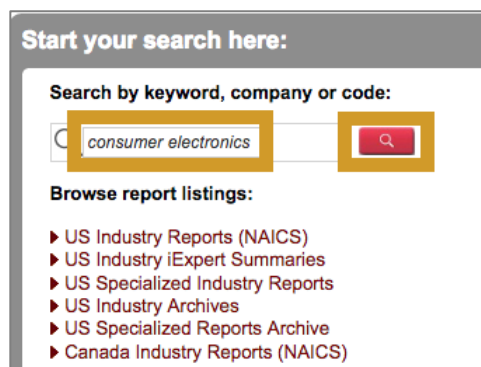 Start your search here:
Search by keyword, company or code:
consumer electronics
Browse report listings:
US Industry Reports (NAICS)
US Industry iExpert Summaries
US Specialized Industry Reports
US Industry Archives
US Specialized Reports Archive
Canada Industry Reports (NAICS)